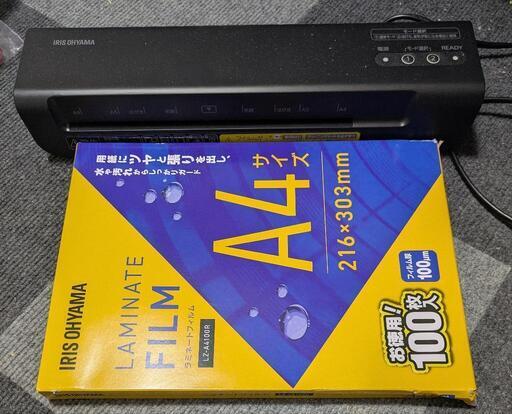 IRIS OHYAMA
モード選択
電源
モード選択
READY
1
2
A3
A4
用紙にツヤと張りを出し、
水や汚れからしっかりガード
A4サイズ
216×303mm
フィルム厚
100μm
IRIS OHYAMA
LAMINATE
FILM
ラミネートフィルム
LZ-A4100R
お徳用!
100枚入